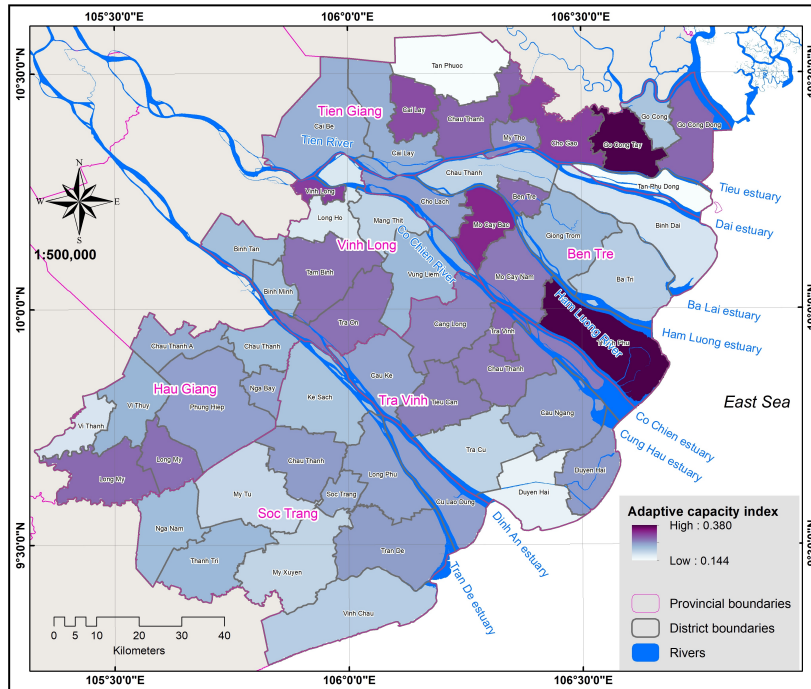 105°30'0"E
106°0'0"E
106°30'0"E
10°30'0"N
10°0'0"N
9°30'0"N
N
W
E
S
1:500,000
Tan Phuoc
Tien Giang
Cai Be
Cai Lay
Chau Thanh
My Tho
Cho Gao
Go Cong Tay
Go Cong
Go Cong Dong
Tien River
Cai Lay
Chau Thanh
Tan Phu Dong
Tieu estuary
Dai estuary
Vinh Long
Long Ho
Cho Lach
Ben Tre
Mo Cay Bac
Giong Trom
Binh Dai
Mang Thit
Vinh Long
Co Chien River
Ben Tre
Binh Tan
Tam Binh
Vung Liem
Mo Cay Nam
Ba Tri
Binh Minh
Tra On
Ham Luong River
Ba Lai estuary
Ham Luong estuary
Cang Long
Tra Vinh
Chau Thanh A
Chau Thanh
Cau Ke
Chau Thanh
Hau Giang
Nga Bay
Ke Sach
Tra Vinh
Tieu Can
Vi Thuy
Phung Hiep
Vi Thanh
Cau Ngang
East Sea
Co Chien estuary
Cung Hau estuary
Long My
Long My
Chau Thanh
Long Phu
Tra Cu
Duyen Hai
Duyen Hai
My Tu
Soc Trang
Cu Lao Dung
Soc Trang
Dinh An estuary
Nga Nam
Thanh Tri
My Xuyen
Tran De
Tran De estuary
Vinh Chau
Adaptive capacity index
High : 0.380
Low : 0.144
Provincial boundaries
District boundaries
Rivers
0 5 10 20 30 40
Kilometers
105°30'0"E
106°0'0"E
106°30'0"E